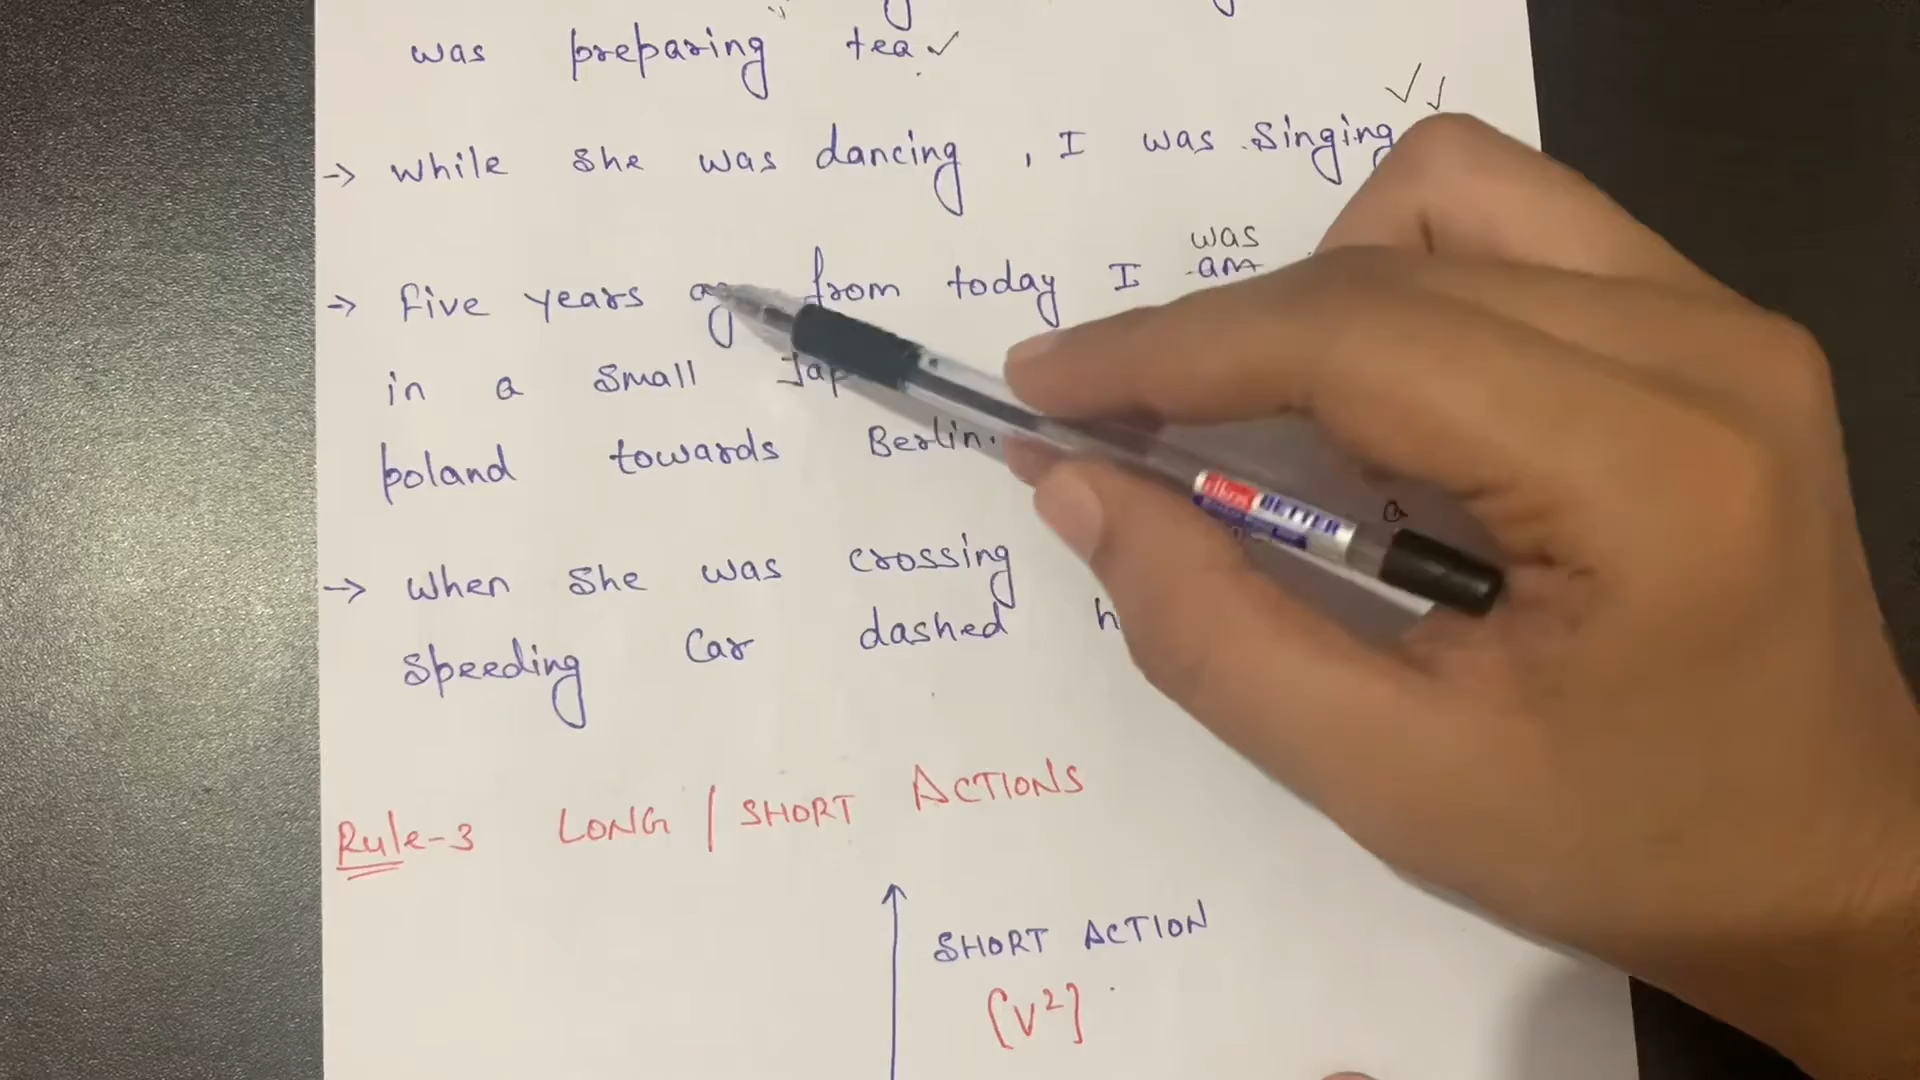 was preparing tea
→ while she was dancing, I was singing
was
→ Five years from today I am
in a small
poland towards Berlin.
a
→ When she was crossing
speeding Car dashed
BETTER
Rule-3 LONG / SHORT ACTIONS
SHORT ACTION
[V²]